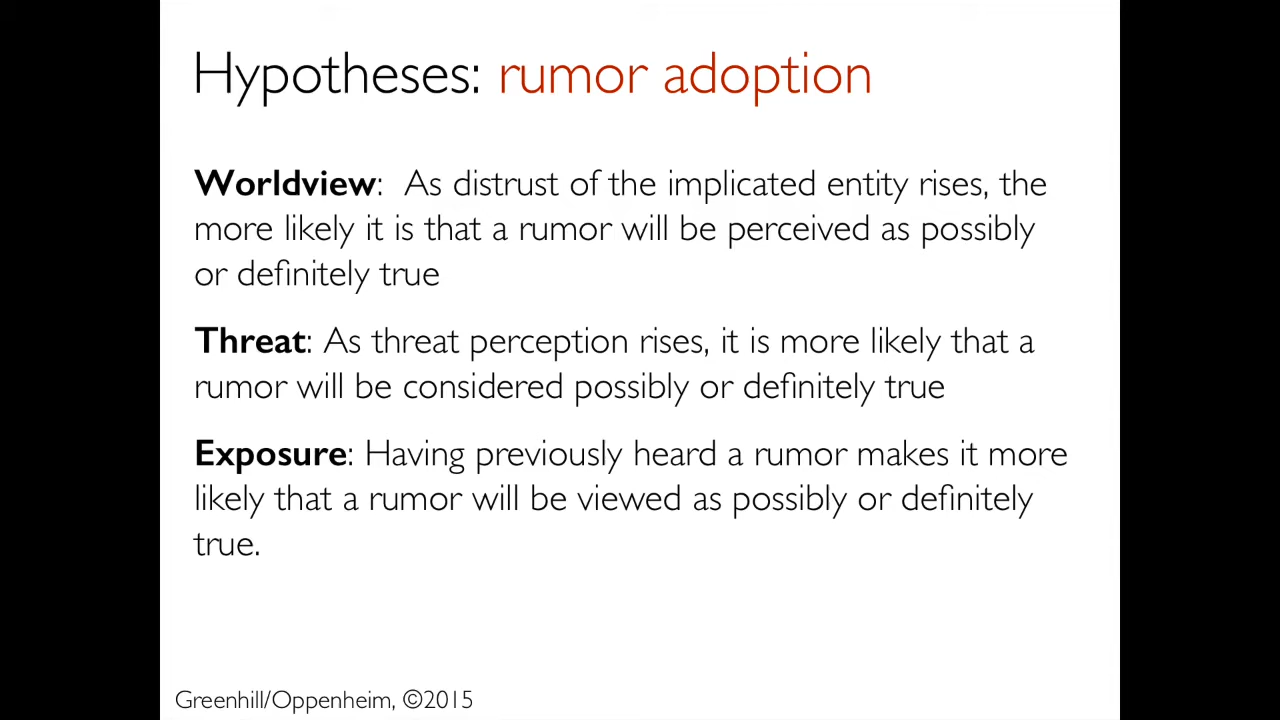 Hypotheses: rumor adoption
Worldview:  As distrust of the implicated entity rises, the
more likely it is that a rumor will be perceived as possibly
or definitely true
Threat: As threat perception rises, it is more likely that a
rumor will be considered possibly or definitely true
Exposure: Having previously heard a rumor makes it more
likely that a rumor will be viewed as possibly or definitely
true.
Greenhill/Oppenheim, ©2015